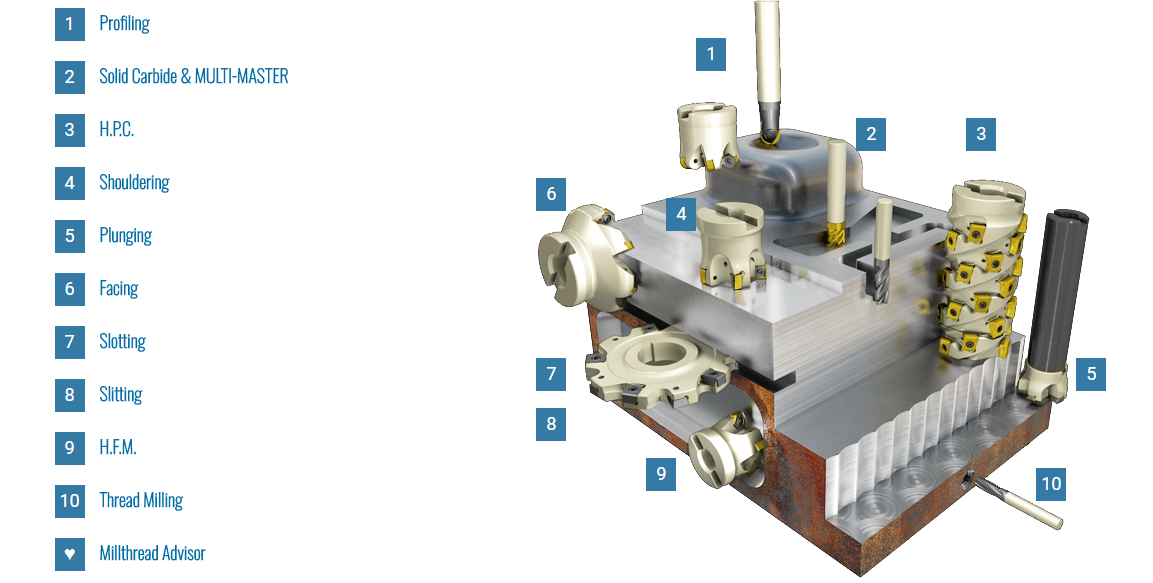 1 Profiling
2 Solid Carbide & MULTI-MASTER
3 H.P.C.
4 Shouldering
5 Plunging
6 Facing
7 Slotting
8 Slitting
9 H.F.M.
10 Thread Milling
♥ Millthread Advisor
1
2
3
6
4
7
5
8
9
10